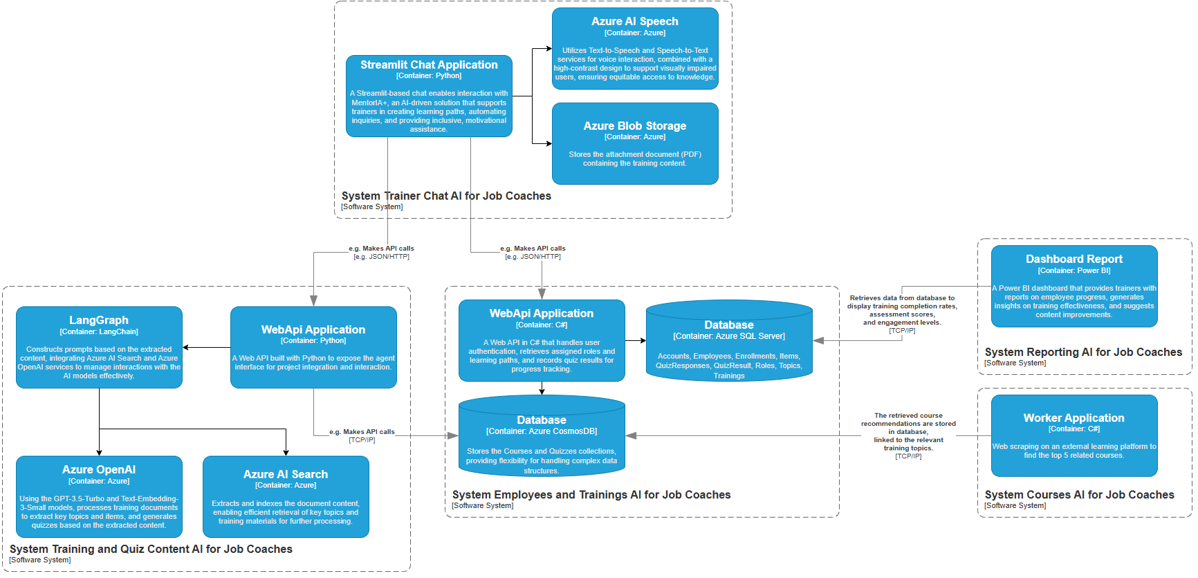 Azure AI Speech
[Container: Azure]
Utilizes Text-to-Speech and Speech-to-Text
services for voice interaction, combined with a
high-contrast design to support visually impaired
users, ensuring equitable access to knowledge.
Streamlit Chat Application
[Container: Python]
A Streamlit-based chat enables interaction with
MentorIA+, an AI-driven solution that supports
trainers in creating learning paths, automating
inquiries, and providing inclusive, motivational
assistance.
Azure Blob Storage
[Container: Azure]
Stores the attachment document (PDF)
containing the training content.
System Trainer Chat AI for Job Coaches
[Software System]
e.g. Makes API calls
[e.g. JSON/HTTP]
e.g. Makes API calls
[e.g. JSON/HTTP]
LangGraph
[Container: LangChain]
Constructs prompts based on the extracted
content, integrating Azure AI Search and Azure
OpenAI services to manage interactions with the
AI models effectively.
WebApi Application
[Container: Python]
A Web API built with Python to expose the agent
interface for project integration and interaction.
Azure OpenAI
[Container: Azure]
Using the GPT-3.5-Turbo and Text-Embedding-
3-Small models, processes training documents
to extract key topics and items, and generates
quizzes based on the extracted content.
Azure AI Search
[Container: Azure]
Extracts and indexes the document content,
enabling efficient retrieval of key topics and
training materials for further processing.
System Training and Quiz Content AI for Job Coaches
[Software System]
e.g. Makes API calls
[TCP/IP]
WebApi Application
[Container: C#]
A Web API in C# that handles user
authentication, retrieves assigned roles and
learning paths, and records quiz results for
progress tracking.
Database
[Container: Azure SQL Server]
Accounts, Employees, Enrollments, Items,
QuizResponses, QuizResult, Roles, Topics,
Trainings
Database
[Container: Azure CosmosDB]
Stores the Courses and Quizzes collections,
providing flexibility for handling complex data
structures.
System Employees and Trainings AI for Job Coaches
[Software System]
Retrieves data from database to
display training completion rates,
assessment scores,
and engagement levels.
[TCP/IP]
Dashboard Report
[Container: Power BI]
A Power BI dashboard that provides trainers with
reports on employee progress, generates
insights on training effectiveness, and suggests
content improvements.
System Reporting AI for Job Coaches
[Software System]
The retrieved course
recommendations are stored
in database,
linked to the relevant
training topics.
[TCP/IP]
Worker Application
[Container: C#]
Web scraping on an external learning platform to
find the top 5 related courses.
System Courses AI for Job Coaches
[Software System]